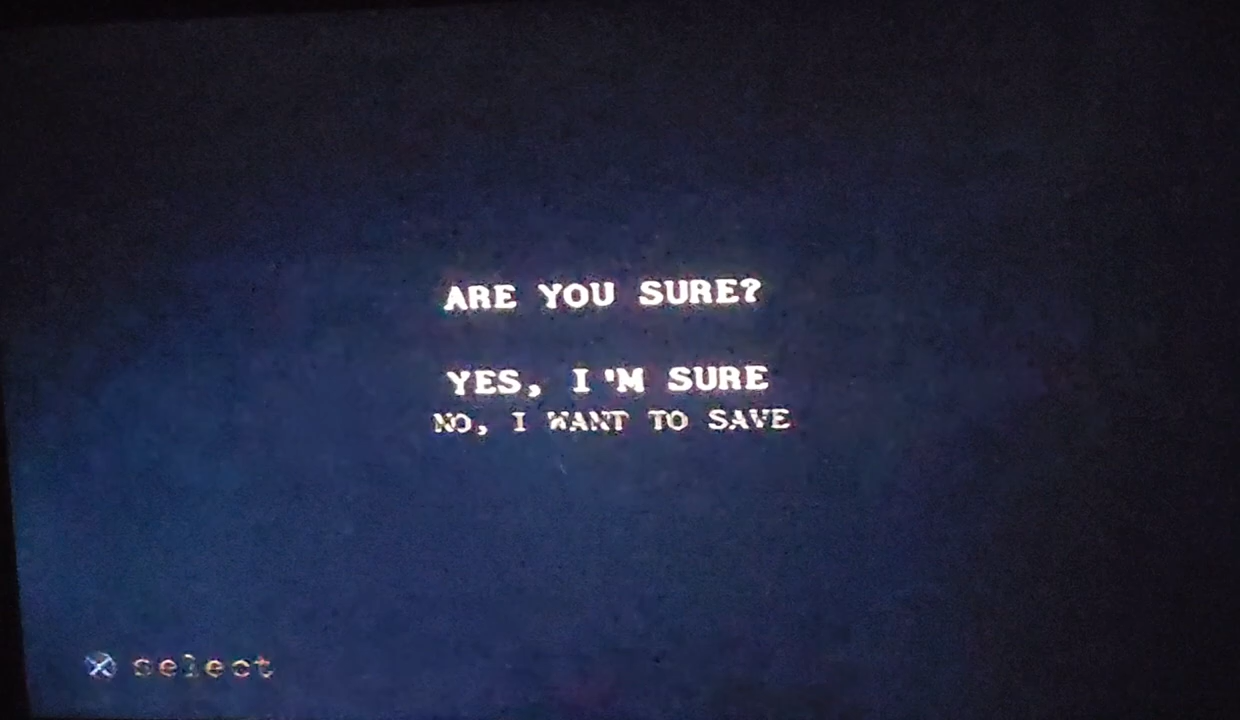 ARE YOU SURE?
YES, I'M SURE
NO, I WANT TO SAVE
select